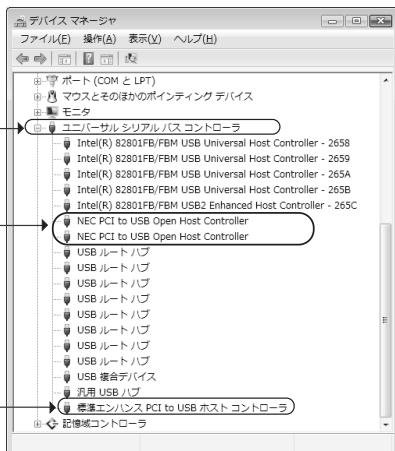 デバイス マネージャ
ファイル(F) 操作(A) 表示(V) ヘルプ(H)
ポート (COM と LPT)
マウスとそのほかのポインティング デバイス
モニタ
ユニバーサル シリアル バス コントローラ
Intel(R) 82801FB/FBM USB Universal Host Controller - 2658
Intel(R) 82801FB/FBM USB Universal Host Controller - 2659
Intel(R) 82801FB/FBM USB Universal Host Controller - 265A
Intel(R) 82801FB/FBM USB Universal Host Controller - 265B
Intel(R) 82801FB/FBM USB2 Enhanced Host Controller - 265C
NEC PCI to USB Open Host Controller
NEC PCI to USB Open Host Controller
USB ルート ハブ
USB ルート ハブ
USB ルート ハブ
USB ルート ハブ
USB ルート ハブ
USB ルート ハブ
USB ルート ハブ
USB ルート ハブ
USB 複合デバイス
汎用 USB ハブ
標準エンハンス PCI to USB ホスト コントローラ
記憶域コントローラ